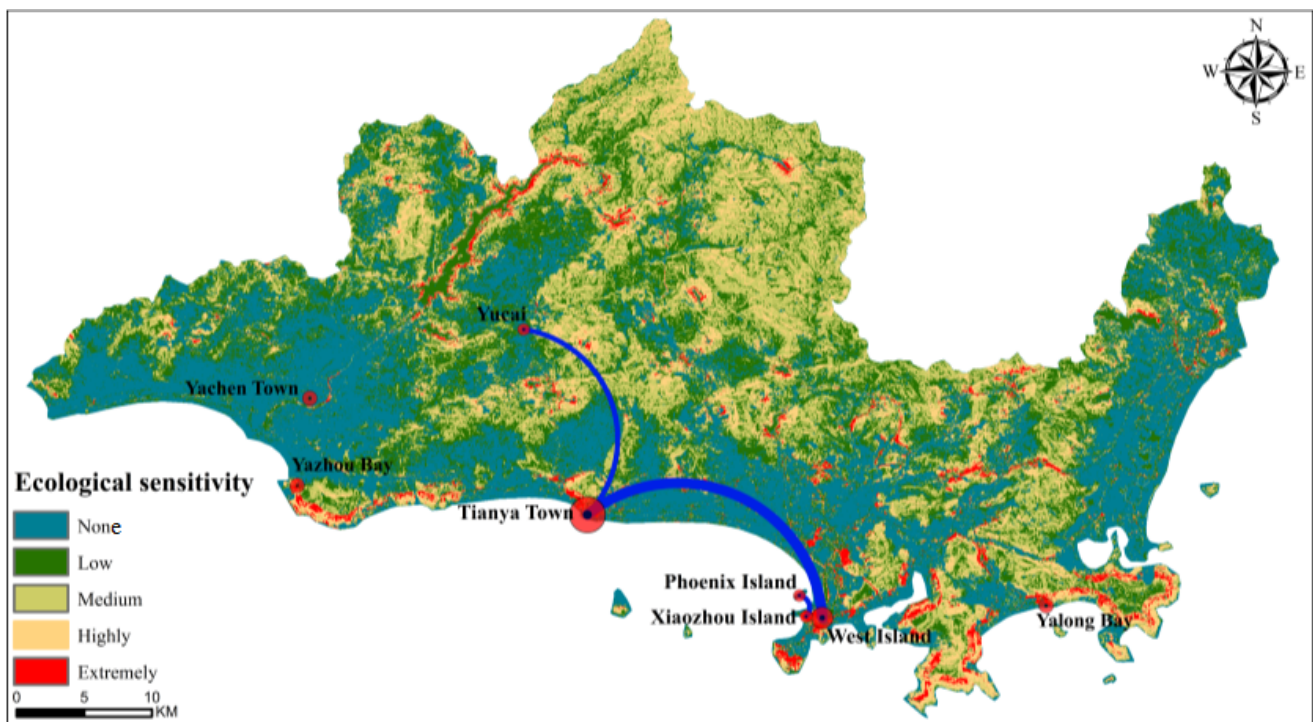 N
W E
S
Yucai
Yachen Town
Yazhou Bay
Tianya Town
Phoenix Island
Xiaozhou Island
West Island
Yalong Bay
Ecological sensitivity
None
Low
Medium
Highly
Extremely
0 5 10
KM